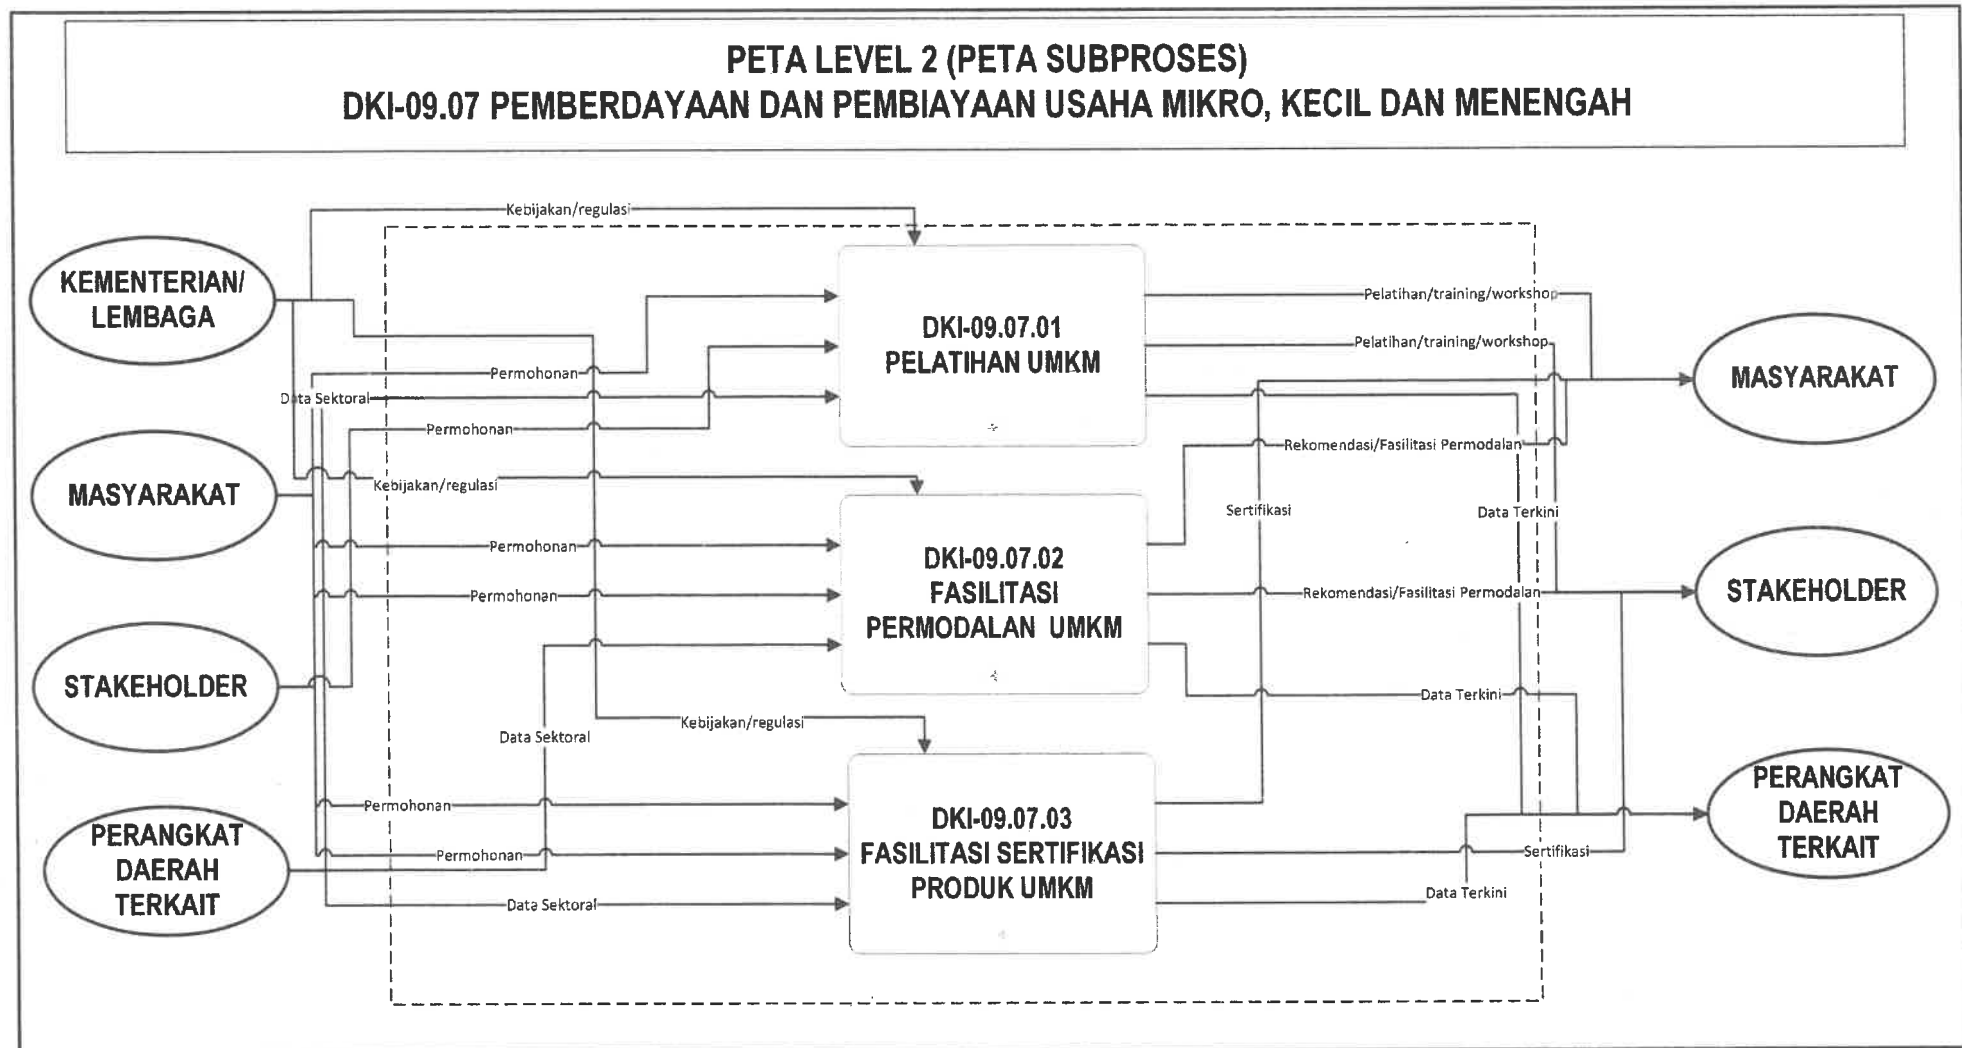 PETA LEVEL 2 (PETA SUBPROSES)
DKI-09.07 PEMBERDAYAAN DAN PEMBIAYAAN USAHA MIKRO, KECIL DAN MENENGAH
Kebijakan/regulasi
KEMENTERIAN/
LEMBAGA
MASYARAKAT
STAKEHOLDER
PERANGKAT
DAERAH
TERKAIT
Permohonan
Data Sektoral
Permohonan
Kebijakan/regulasi
Permohonan
Permohonan
Kebijakan/regulasi
Data Sektoral
Permohonan
Permohonan
Data Sektoral
DKI-09.07.01
PELATIHAN UMKM
DKI-09.07.02
FASILITASI
PERMODALAN UMKM
DKI-09.07.03
FASILITASI SERTIFIKASI
PRODUK UMKM
Pelatihan/training/workshop
Pelatihan/training/workshop
Rekomendasi/Fasilitasi Permodalan
Sertifikasi
Data Terkini
Rekomendasi/Fasilitasi Permodalan
Data Terkini
Sertifikasi
Data Terkini
MASYARAKAT
STAKEHOLDER
PERANGKAT
DAERAH
TERKAIT